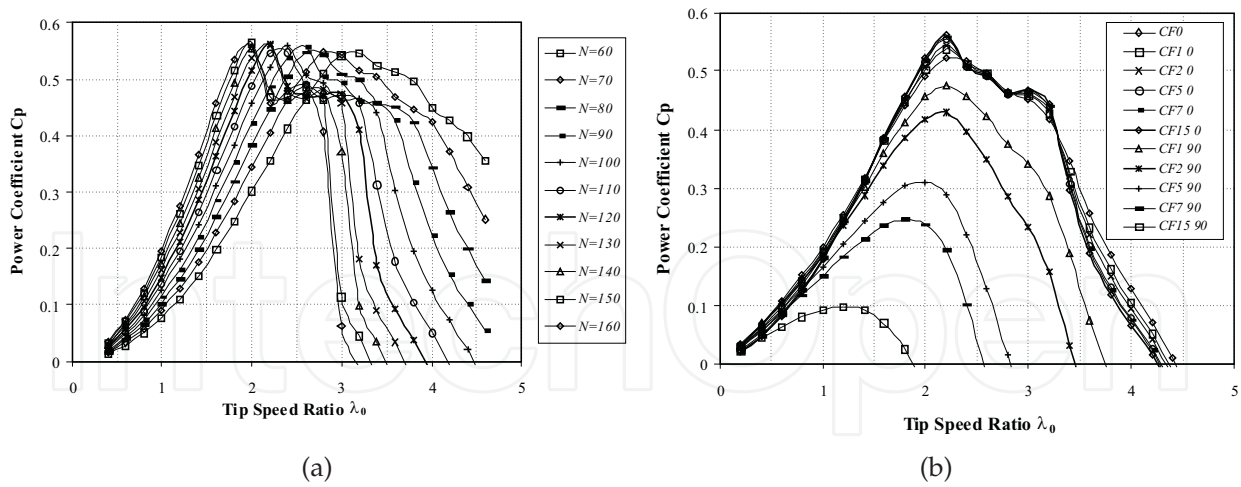 0.6
0.5
0.4
0.3
0.2
0.1
0
Power Coefficient Cp
0 1 2 3 4 5
Tip Speed Ratio λ₀
N=60
N=70
N=80
N=90
N=100
N=110
N=120
N=130
N=140
N=150
N=160
(a)
0.6
0.5
0.4
0.3
0.2
0.1
0
Power Coefficient Cp
0 1 2 3 4 5
Tip Speed Ratio λ₀
CF0
CF1 0
CF2 0
CF5 0
CF7 0
CF15 0
CF1 90
CF2 90
CF5 90
CF7 90
CF15 90
(b)
intechopen